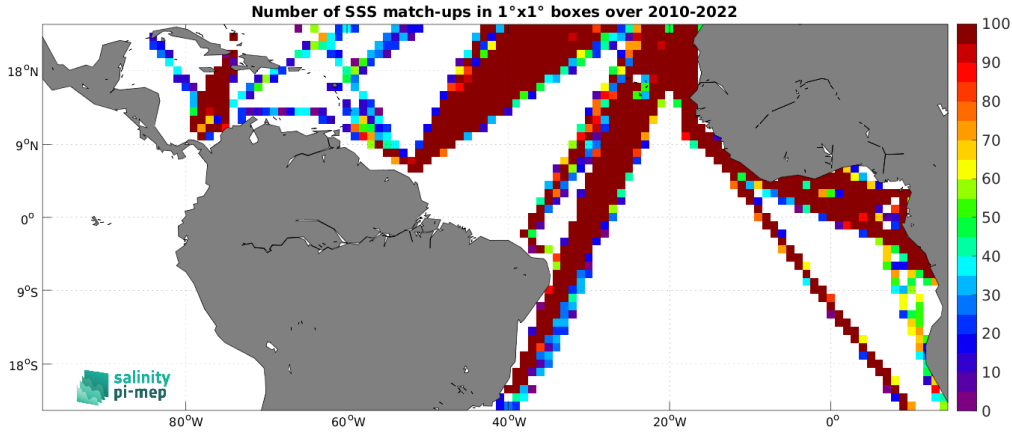 Number of SSS match-ups in 1°x1° boxes over 2010-2022
18°N
9°N
0°
9°S
18°S
80°W
60°W
40°W
20°W
0°
100
90
80
70
60
50
40
30
20
10
0
salinity
pi-mep